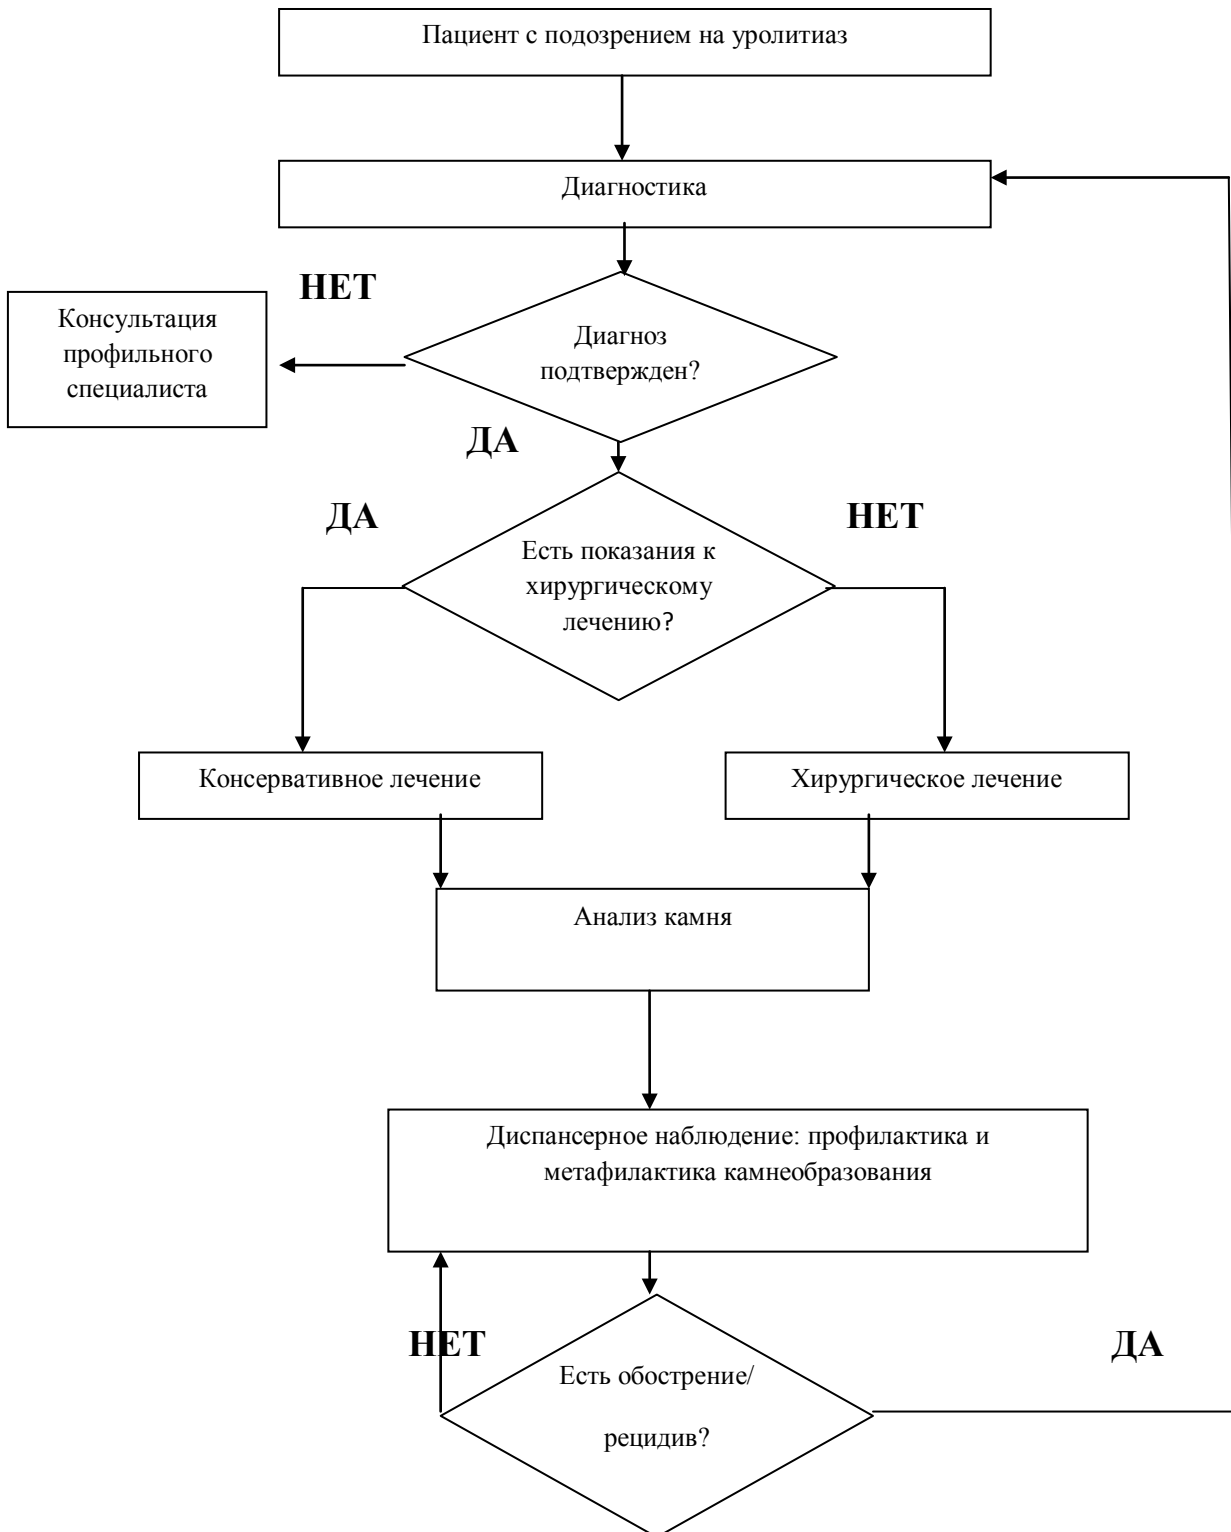 Пациент с подозрением на уролитиаз
Диагностика
НЕТ
Консультация
профильного
специалиста
Диагноз
подтвержден?
ДА
ДА
НЕТ
Есть показания к
хирургическому
лечению?
Консервативное лечение
Хирургическое лечение
Анализ камня
Диспансерное наблюдение: профилактика и
метафилактика камнеобразования
НЕТ
ДА
Есть обострение/
рецидив?